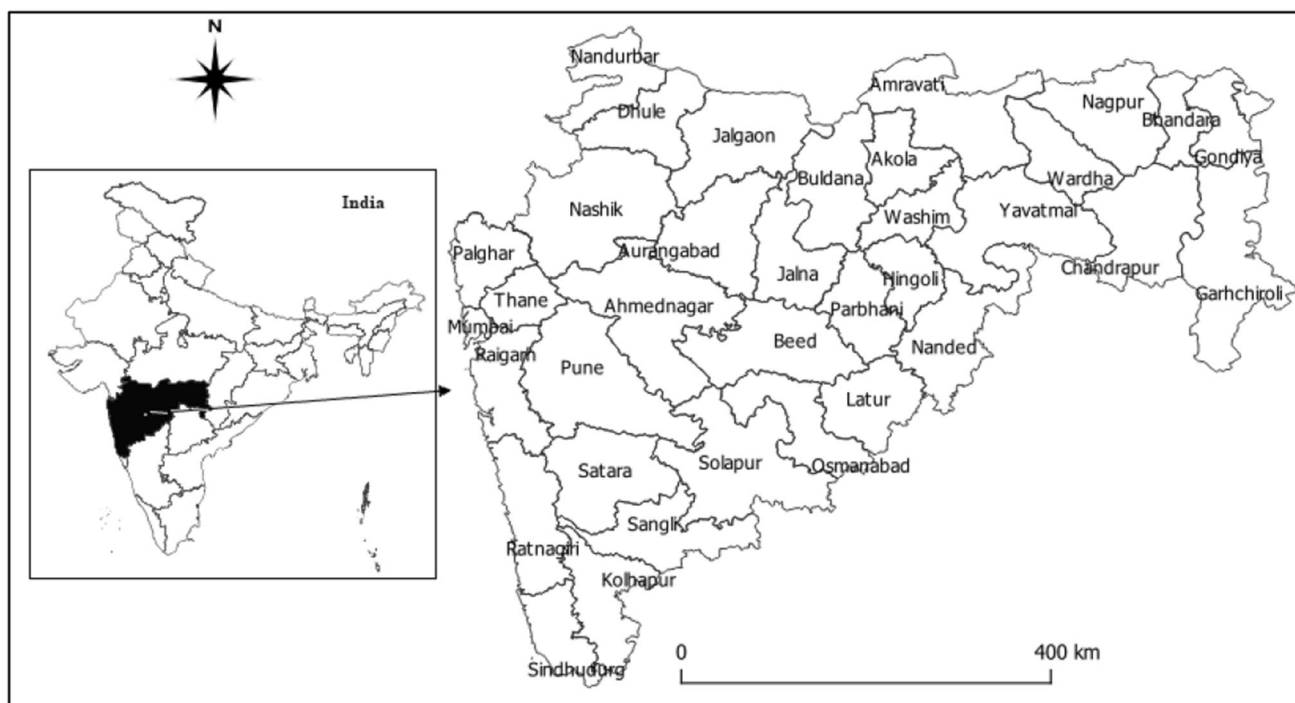 N
India
Nandurbar
Dhule
Jalgaon
Amravati
Nagpur
Bhandara
Gondiya
Buldana
Akola
Wardha
Nashik
Washim
Yavatmal
Palghar
Aurangabad
Jalna
Hingoli
Chandrapur
Garhchiroli
Thane
Ahmednagar
Parbhani
Mumbai
Raigarh
Beed
Nanded
Pune
Latur
Satara
Solapur
Osmanabad
Sangli
Ratnagiri
Kolhapur
Sindhudurg
0 400 km